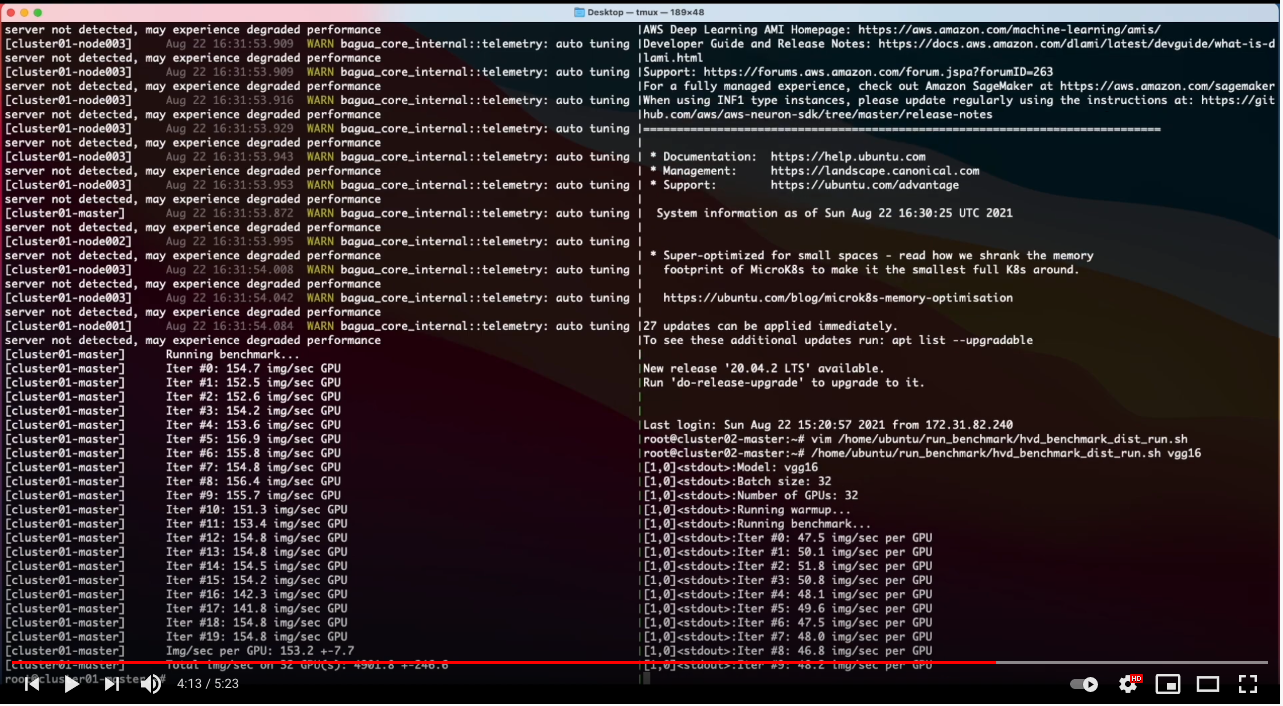 Desktop — tmux — 189×48
server not detected, may experience degraded performance
[cluster01-node003] Aug 22 16:31:53.909 WARN bagua_core_internal::telemetry: auto tuning
server not detected, may experience degraded performance
[cluster01-node003] Aug 22 16:31:53.909 WARN bagua_core_internal::telemetry: auto tuning
server not detected, may experience degraded performance
[cluster01-node003] Aug 22 16:31:53.916 WARN bagua_core_internal::telemetry: auto tuning
server not detected, may experience degraded performance
[cluster01-node003] Aug 22 16:31:53.929 WARN bagua_core_internal::telemetry: auto tuning
server not detected, may experience degraded performance
[cluster01-node003] Aug 22 16:31:53.943 WARN bagua_core_internal::telemetry: auto tuning
server not detected, may experience degraded performance
[cluster01-node003] Aug 22 16:31:53.953 WARN bagua_core_internal::telemetry: auto tuning
server not detected, may experience degraded performance
[cluster01-master] Aug 22 16:31:53.872 WARN bagua_core_internal::telemetry: auto tuning
server not detected, may experience degraded performance
[cluster01-node002] Aug 22 16:31:53.995 WARN bagua_core_internal::telemetry: auto tuning
server not detected, may experience degraded performance
[cluster01-node003] Aug 22 16:31:54.008 WARN bagua_core_internal::telemetry: auto tuning
server not detected, may experience degraded performance
[cluster01-node003] Aug 22 16:31:54.042 WARN bagua_core_internal::telemetry: auto tuning
server not detected, may experience degraded performance
[cluster01-node001] Aug 22 16:31:54.084 WARN bagua_core_internal::telemetry: auto tuning
server not detected, may experience degraded performance
[cluster01-master] Running benchmark...
[cluster01-master] Iter #0: 154.7 img/sec GPU
[cluster01-master] Iter #1: 152.5 img/sec GPU
[cluster01-master] Iter #2: 152.6 img/sec GPU
[cluster01-master] Iter #3: 154.2 img/sec GPU
[cluster01-master] Iter #4: 153.6 img/sec GPU
[cluster01-master] Iter #5: 156.9 img/sec GPU
[cluster01-master] Iter #6: 155.8 img/sec GPU
[cluster01-master] Iter #7: 154.8 img/sec GPU
[cluster01-master] Iter #8: 156.4 img/sec GPU
[cluster01-master] Iter #9: 155.7 img/sec GPU
[cluster01-master] Iter #10: 151.3 img/sec GPU
[cluster01-master] Iter #11: 153.4 img/sec GPU
[cluster01-master] Iter #12: 154.8 img/sec GPU
[cluster01-master] Iter #13: 154.8 img/sec GPU
[cluster01-master] Iter #14: 154.5 img/sec GPU
[cluster01-master] Iter #15: 154.2 img/sec GPU
[cluster01-master] Iter #16: 142.3 img/sec GPU
[cluster01-master] Iter #17: 141.8 img/sec GPU
[cluster01-master] Iter #18: 154.8 img/sec GPU
[cluster01-master] Iter #19: 154.8 img/sec GPU
[cluster01-master] Img/sec per GPU: 153.2 +-7.7
[cluster01-master] Total img/sec on 32 GPU(s): 4901.8 +-246.6
root@cluster01-master:~#
AWS Deep Learning AMI Homepage: https://aws.amazon.com/machine-learning/amis/
Developer Guide and Release Notes: https://docs.aws.amazon.com/dlami/latest/devguide/what-is-d
lami.html
Support: https://forums.aws.amazon.com/forum.jspa?forumID=263
For a fully managed experience, check out Amazon SageMaker at https://aws.amazon.com/sagemaker
When using INF1 type instances, please update regularly using the instructions at: https://git
hub.com/aws/aws-neuron-sdk/tree/master/release-notes
=============================================================================
* Documentation: https://help.ubuntu.com
* Management: https://landscape.canonical.com
* Support: https://ubuntu.com/advantage
System information as of Sun Aug 22 16:30:25 UTC 2021
* Super-optimized for small spaces - read how we shrank the memory
footprint of MicroK8s to make it the smallest full K8s around.
https://ubuntu.com/blog/microk8s-memory-optimisation
27 updates can be applied immediately.
To see these additional updates run: apt list --upgradable
New release '20.04.2 LTS' available.
Run 'do-release-upgrade' to upgrade to it.
Last login: Sun Aug 22 15:20:57 2021 from 172.31.82.240
root@cluster02-master:~# vim /home/ubuntu/run_benchmark/hvd_benchmark_dist_run.sh
root@cluster02-master:~# /home/ubuntu/run_benchmark/hvd_benchmark_dist_run.sh vgg16
[1,0]<stdout>:Model: vgg16
[1,0]<stdout>:Batch size: 32
[1,0]<stdout>:Number of GPUs: 32
[1,0]<stdout>:Running warmup...
[1,0]<stdout>:Running benchmark...
[1,0]<stdout>:Iter #0: 47.5 img/sec per GPU
[1,0]<stdout>:Iter #1: 50.1 img/sec per GPU
[1,0]<stdout>:Iter #2: 51.8 img/sec per GPU
[1,0]<stdout>:Iter #3: 50.8 img/sec per GPU
[1,0]<stdout>:Iter #4: 48.1 img/sec per GPU
[1,0]<stdout>:Iter #5: 49.6 img/sec per GPU
[1,0]<stdout>:Iter #6: 47.5 img/sec per GPU
[1,0]<stdout>:Iter #7: 48.0 img/sec per GPU
[1,0]<stdout>:Iter #8: 46.8 img/sec per GPU
[1,0]<stdout>:Iter #9: 48.2 img/sec per GPU
4:13 / 5:23
HD